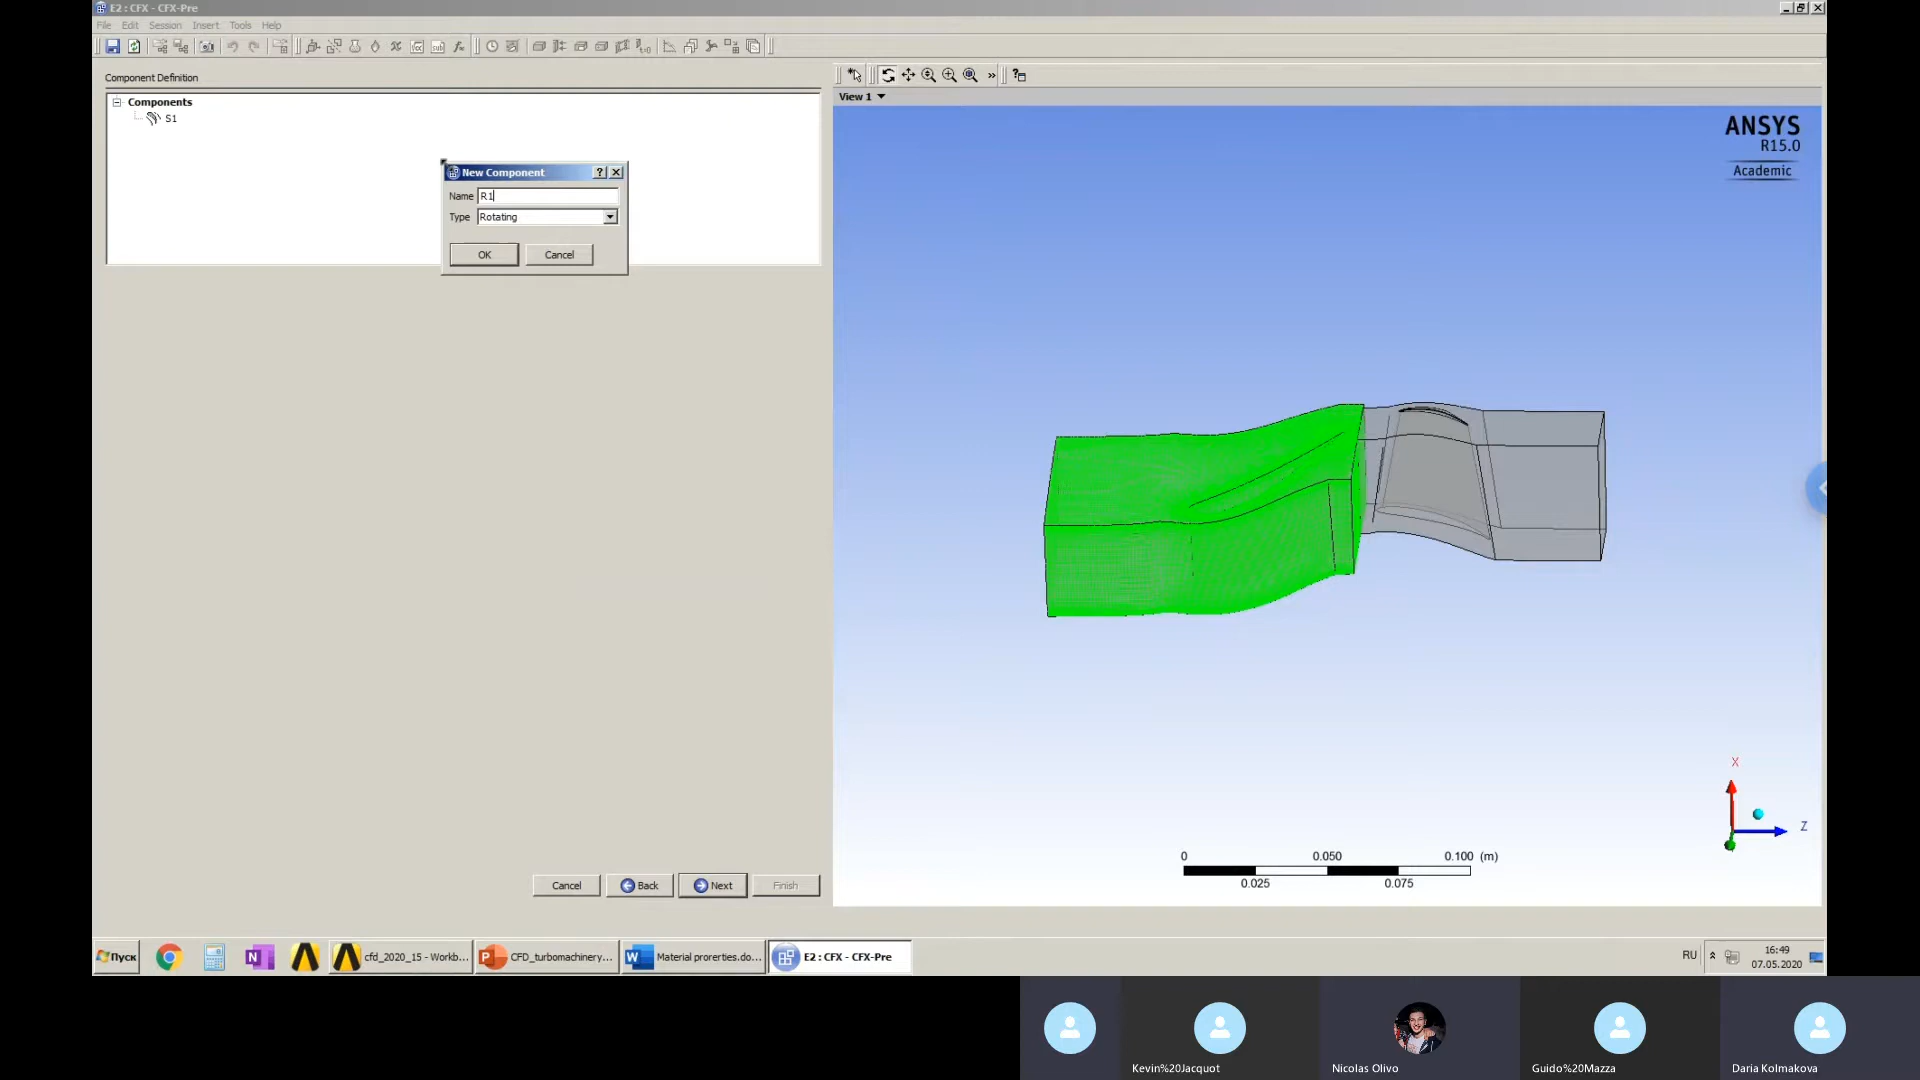 E2 : CFX - CFX-Pre
File Edit Session Insert Tools Help
Component Definition
Components
S1
New Component
Name R1
Type Rotating
OK Cancel
View 1
ANSYS
R15.0
Academic
X
Z
0 0.050 0.100 (m)
0.025 0.075
Cancel Back Next Finish
Пуск
cfd_2020_15 - Workb...
CFD_turbomachinery...
Material prorerties.do...
E2 : CFX - CFX-Pre
RU
16:49
07.05.2020
Kevin%20Jacquot
Nicolas Olivo
Guido%20Mazza
Daria Kolmakova